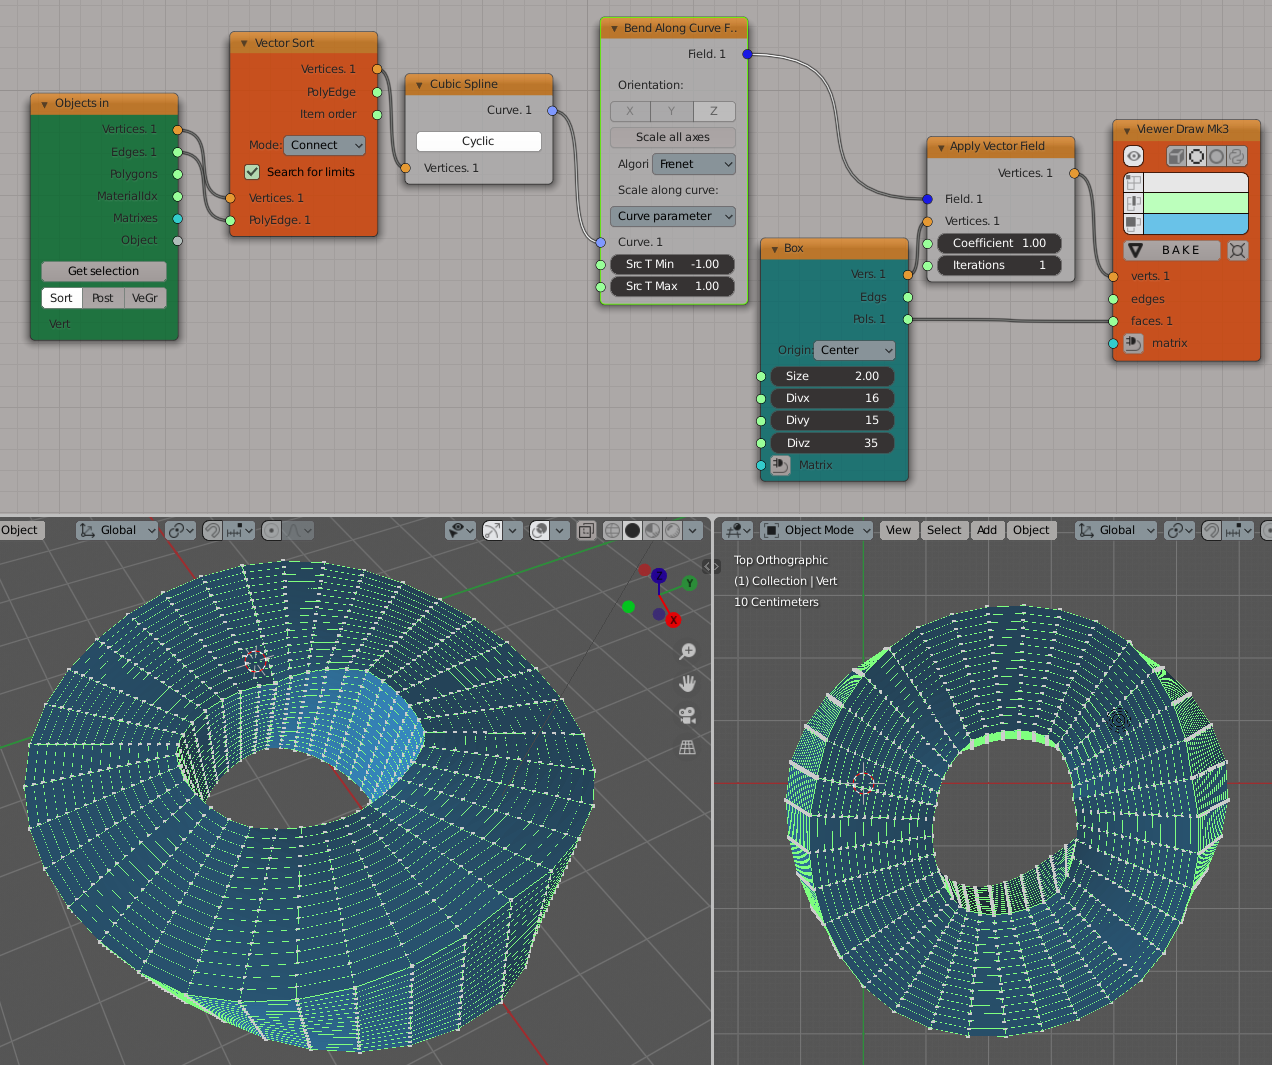 Objects in
Vertices. 1
Edges. 1
Polygons
MaterialIdx
Matrixes
Object
Get selection
Sort Post VeGr
Vert
Vector Sort
Vertices. 1
PolyEdge
Item order
Mode: Connect
Search for limits
Vertices. 1
PolyEdge. 1
Cubic Spline
Curve. 1
Cyclic
Vertices. 1
Bend Along Curve F..
Field. 1
Orientation:
X Y Z
Scale all axes
Algori Frenet
Scale along curve:
Curve parameter
Curve. 1
Src T Min -1.00
Src T Max 1.00
Box
Vers. 1
Edgs
Pols. 1
Origin: Center
Size 2.00
Divx 16
Divy 15
Divz 35
Matrix
Apply Vector Field
Vertices. 1
Field. 1
Vertices. 1
Coefficient 1.00
Iterations 1
Viewer Draw Mk3
BAKE
verts. 1
edges
faces. 1
matrix
Object Global
Z
Y
X
Object Mode View Select Add Object Global
Top Orthographic
(1) Collection | Vert
10 Centimeters